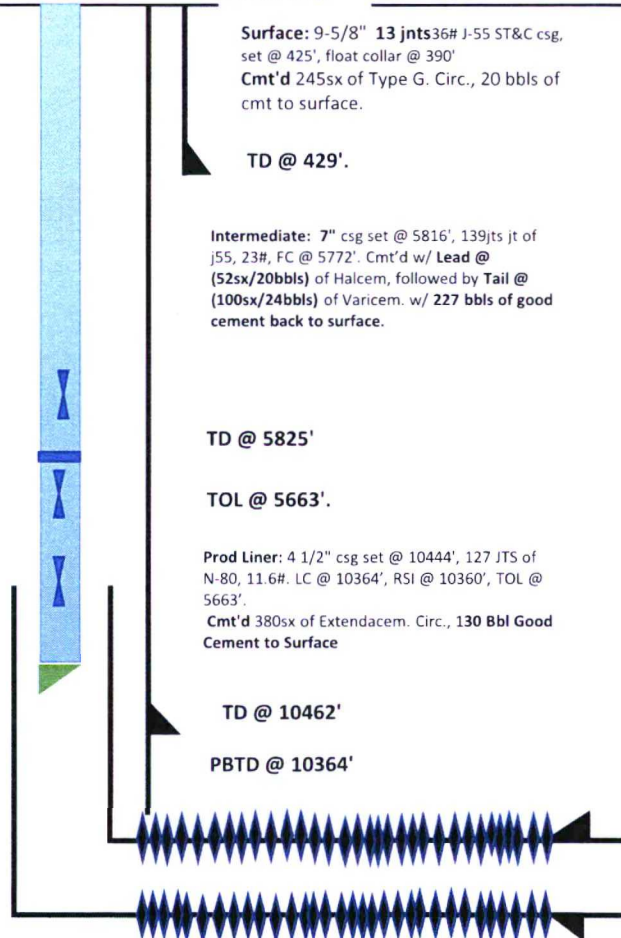 Surface: 9-5/8" 13 jnts36# J-55 ST&C csg,
set @ 425', float collar @ 390'
Cmt'd 245sx of Type G. Circ., 20 bbls of
cmt to surface.
TD @ 429'.
Intermediate: 7" csg set @ 5816', 139jts jt of
j55, 23#, FC @ 5772'. Cmt'd w/ Lead @
(52sx/20bbls) of Halcem, followed by Tail @
(100sx/24bbls) of Varicem. w/ 227 bbls of good
cement back to surface.
TD @ 5825'
TOL @ 5663'.
Prod Liner: 4 1/2" csg set @ 10444', 127 JTS of
N-80, 11.6#. LC @ 10364', RSI @ 10360', TOL @
5663'.
Cmt'd 380sx of Extendacem. Circ., 130 Bbl Good
Cement to Surface
TD @ 10462'
PBTD @ 10364'